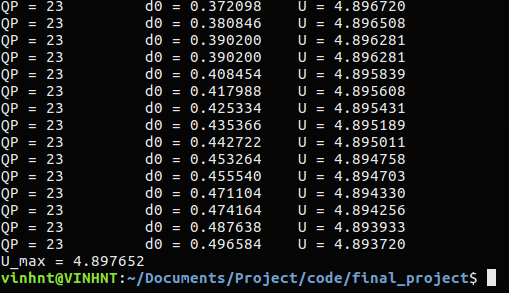 QP = 23 d0 = 0.372098 U = 4.896720
QP = 23 d0 = 0.380846 U = 4.896508
QP = 23 d0 = 0.390200 U = 4.896281
QP = 23 d0 = 0.390200 U = 4.896281
QP = 23 d0 = 0.408454 U = 4.895839
QP = 23 d0 = 0.417988 U = 4.895608
QP = 23 d0 = 0.425334 U = 4.895431
QP = 23 d0 = 0.435366 U = 4.895189
QP = 23 d0 = 0.442722 U = 4.895011
QP = 23 d0 = 0.453264 U = 4.894758
QP = 23 d0 = 0.455540 U = 4.894703
QP = 23 d0 = 0.471104 U = 4.894330
QP = 23 d0 = 0.474164 U = 4.894256
QP = 23 d0 = 0.487638 U = 4.893933
QP = 23 d0 = 0.496584 U = 4.893720
U_max = 4.897652
vinhnt@VINHNT:~/Documents/Project/code/final_project$